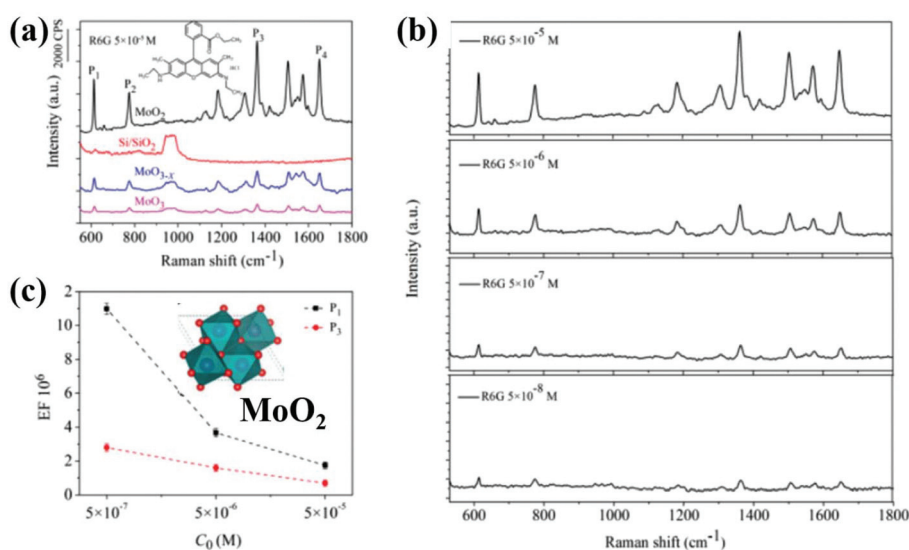 (a)
2000 CPS
R6G 5×10⁻⁵ M
P1
P2
P3
P4
MoO2
Si/SiO2
MoO3-x
MoO3
Intensity (a.u.)
600 800 1000 1200 1400 1600 1800
Raman shift (cm⁻¹)
(b)
R6G 5×10⁻⁵ M
R6G 5×10⁻⁶ M
R6G 5×10⁻⁷ M
R6G 5×10⁻⁸ M
Intensity (a.u.)
600 800 1000 1200 1400 1600 1800
Raman shift (cm⁻¹)
(c)
P1
P3
MoO2
EF 10⁶
2
10
8
6
4
2
0
5×10⁻⁷ 5×10⁻⁶ 5×10⁻⁵
C0 (M)